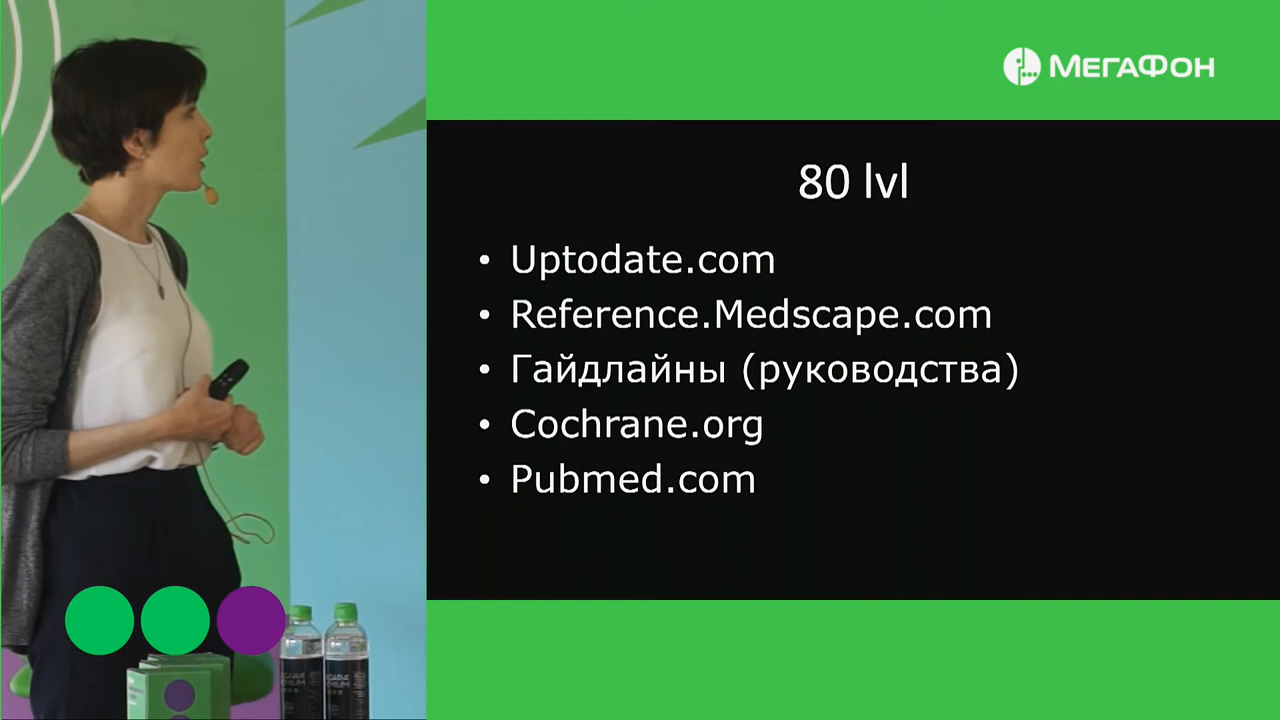 МЕГАФОН
80 lvl
• Uptodate.com
• Reference.Medscape.com
• Гайдлайны (руководства)
• Cochrane.org
• Pubmed.com